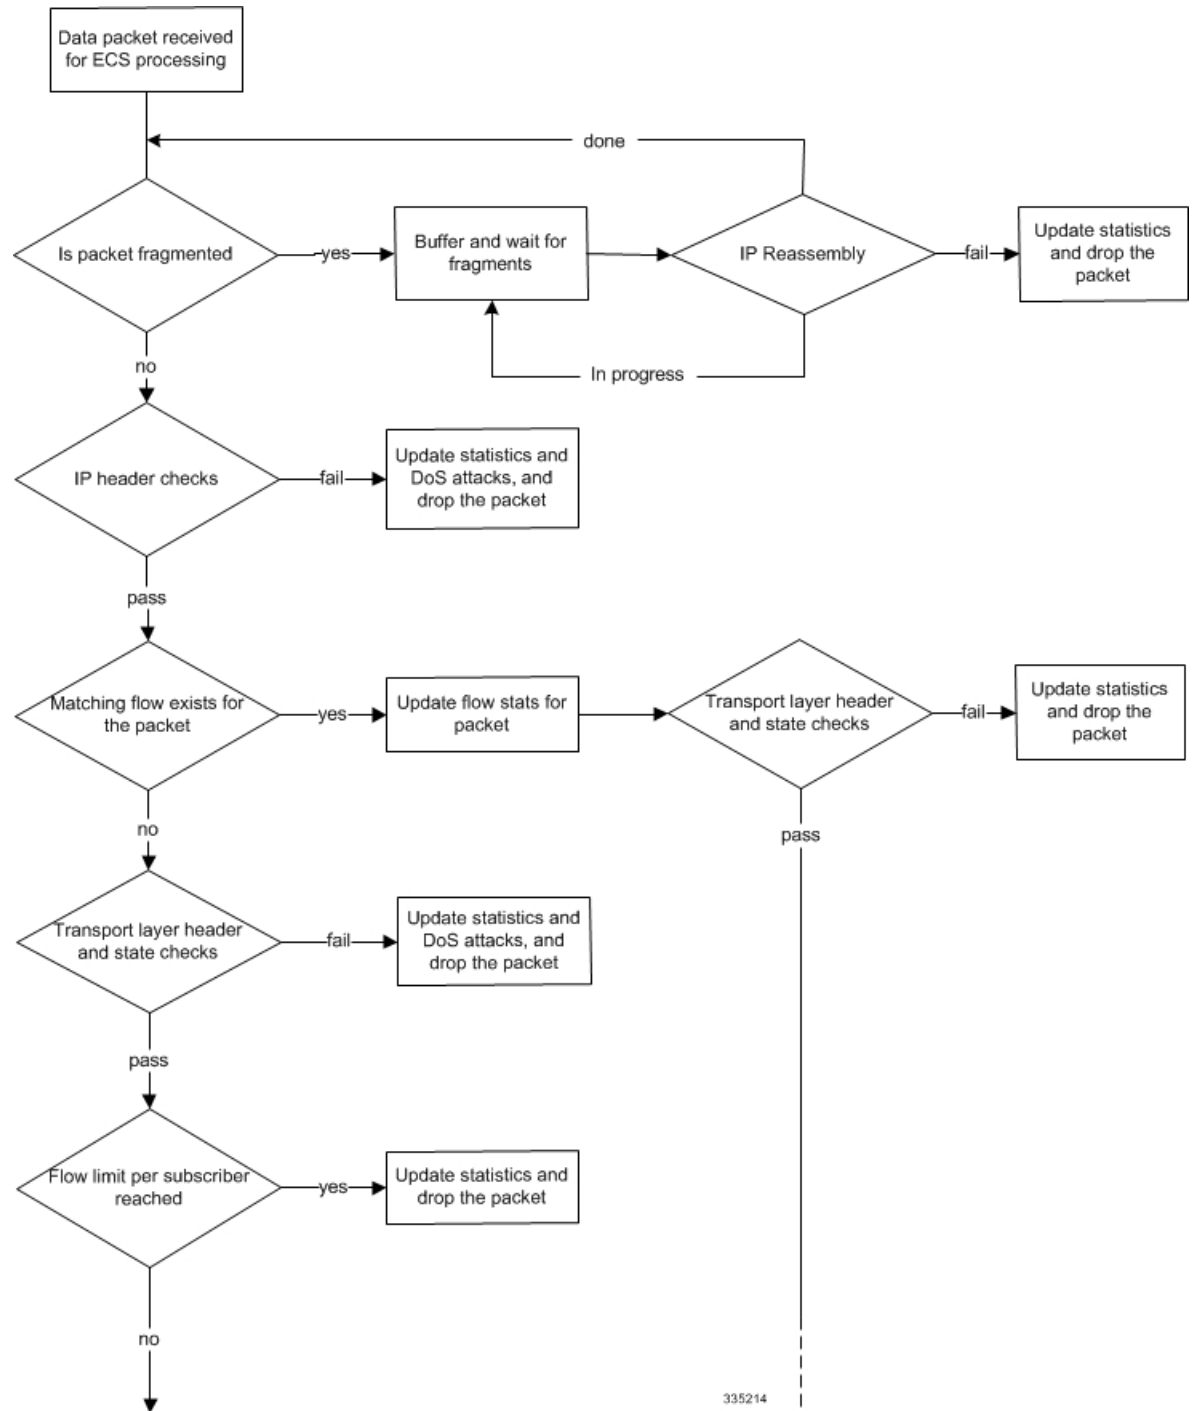 Data packet received
for ECS processing
done
Is packet fragmented
yes
Buffer and wait for
fragments
IP Reassembly
fail
Update statistics
and drop the
packet
no
In progress
IP header checks
fail
Update statistics and
DoS attacks, and
drop the packet
pass
Matching flow exists for
the packet
yes
Update flow stats for
packet
Transport layer header
and state checks
fail
Update statistics
and drop the
packet
no
pass
Transport layer header
and state checks
fail
Update statistics and
DoS attacks, and
drop the packet
pass
Flow limit per subscriber
reached
yes
Update statistics and
drop the packet
no
335214